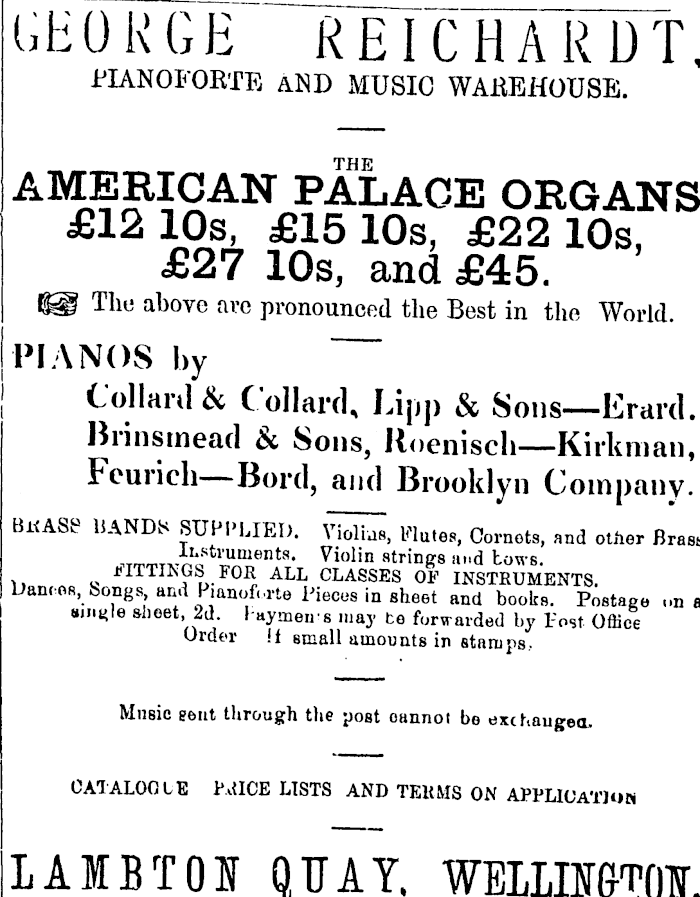 GEORGE REICHARDT,
PIANOFORTE AND MUSIC WAREHOUSE.
THE
AMERICAN PALACE ORGANS
£12 10s, £15 10s, £22 10s,
£27 10s, and £45.
The above are pronounced the Best in the World.
PIANOS by
Collard & Collard, Lipp & Sons—Erard.
Brinsmead & Sons, Roenisch—Kirkman,
Feurich—Bord, and Brooklyn Company.
BRASS BANDS SUPPLIED. Violins, Flutes, Cornets, and other Brass
Instruments. Violin strings and bows.
FITTINGS FOR ALL CLASSES OF INSTRUMENTS.
Dances, Songs, and Pianoforte Pieces in sheet and books. Postage on a
single sheet, 2d. Paymen's may be forwarded by Post Office
Order If small amounts in stamps.
Music sent through the post cannot be exchanged.
CATALOGUE PRICE LISTS AND TERMS ON APPLICATION
LAMBTON QUAY, WELLINGTON.